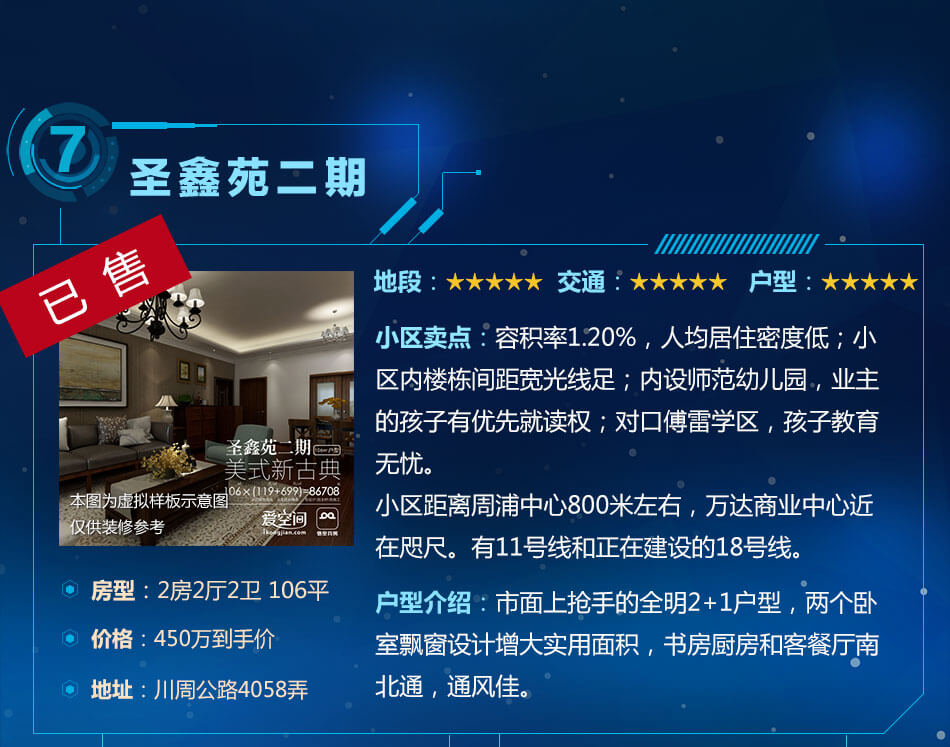 7
圣鑫苑二期
已售
地段：★★★★★ 交通：★★★★★ 户型：★★★★★
小区卖点：容积率1.20%，人均居住密度低；小
区内楼栋间距宽光线足；内设师范幼儿园，业主
的孩子有优先就读权；对口傅雷学区，孩子教育
无忧。
小区距离周浦中心800米左右，万达商业中心近
在咫尺。有11号线和正在建设的18号线。
户型介绍：市面上抢手的全明2+1户型，两个卧
室飘窗设计增大实用面积，书房厨房和客餐厅南
北通，通风佳。
圣鑫苑二期
美式新古典
106×(119+699)=86708
本图为虚拟样板示意图
仅供装修参考
爱空间
ikongjian.com
房型：2房2厅2卫 106平
价格：450万到手价
地址：川周公路4058弄